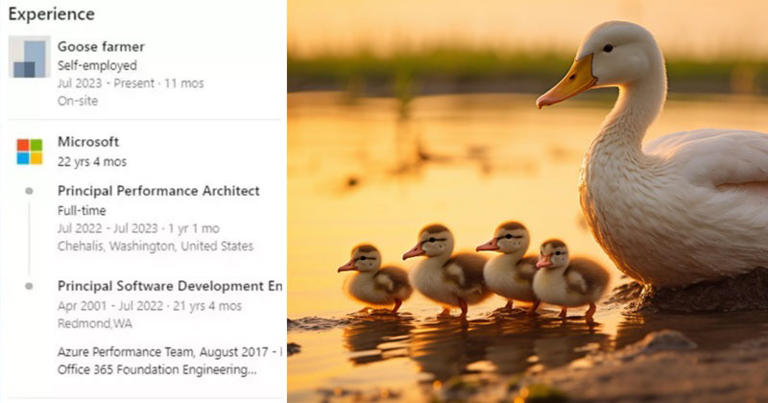 Experience
Goose farmer
Self-employed
Jul 2023 - Present · 11 mos
On-site
Microsoft
22 yrs 4 mos
Principal Performance Architect
Full-time
Jul 2022 - Jul 2023 · 1 yr 1 mo
Chehalis, Washington, United States
Principal Software Development En
Apr 2001 - Jul 2022 · 21 yrs 4 mos
Redmond,WA
Azure Performance Team, August 2017 -
Office 365 Foundation Engineering...